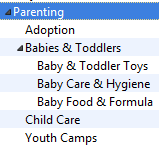 Parenting
Adoption
Babies & Toddlers
Baby & Toddler Toys
Baby Care & Hygiene
Baby Food & Formula
Child Care
Youth Camps